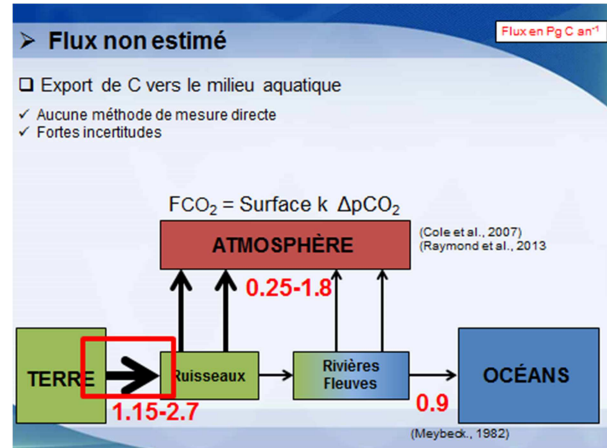 Flux en Pg C an⁻¹
➢ Flux non estimé
❑ Export de C vers le milieu aquatique
✓ Aucune méthode de mesure directe
✓ Fortes incertitudes
FCO₂ = Surface k ΔpCO₂
ATMOSPHÈRE
(Cole et al., 2007)
(Raymond et al., 2013
0.25-1.8
TERRE
Ruisseaux
Rivières
Fleuves
OCÉANS
1.15-2.7
0.9
(Meybeck., 1982)